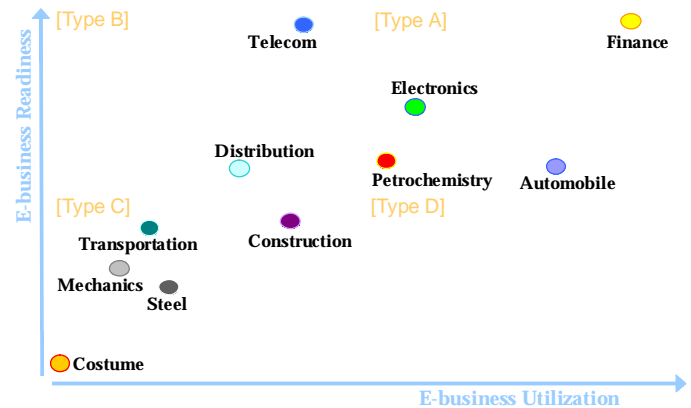 [Type B]
[Type A]
Telecom
Finance
Electronics
E-business Readiness
Distribution
Petrochemistry
Automobile
[Type C]
[Type D]
Transportation
Construction
Mechanics
Steel
Costume
E-business Utilization